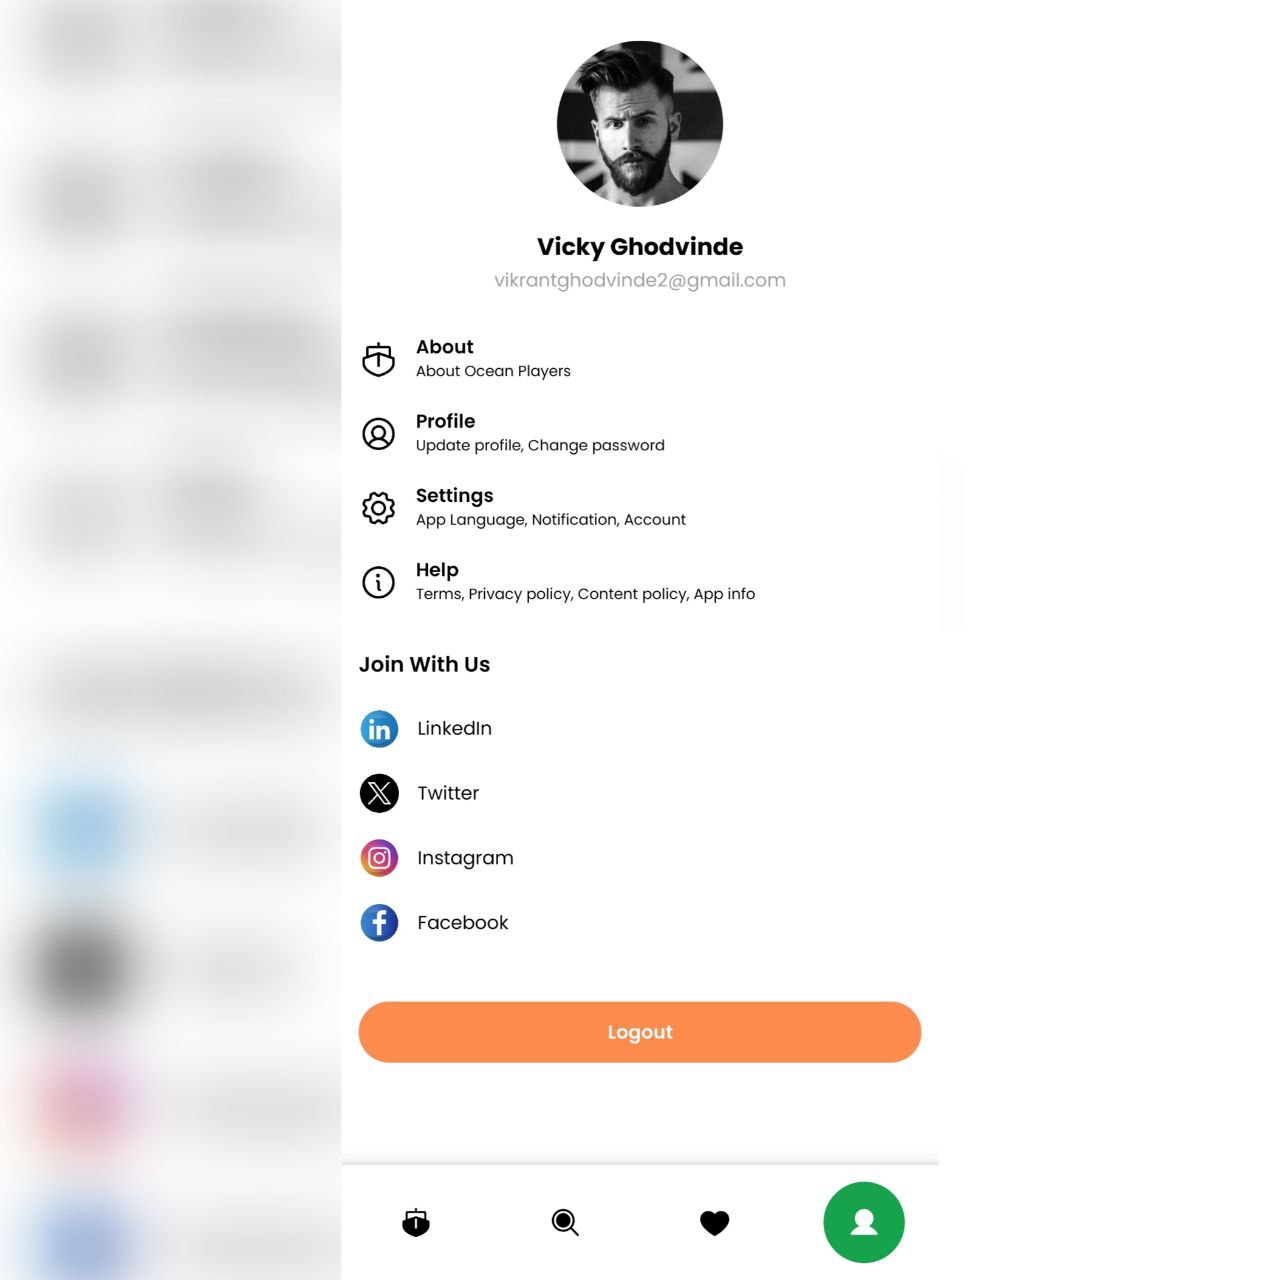 Vicky Ghodvinde
vikrantghodvinde2@gmail.com
About
About Ocean Players
Profile
Update profile, Change password
Settings
App Language, Notification, Account
Help
Terms, Privacy policy, Content policy, App info
Join With Us
LinkedIn
Twitter
Instagram
Facebook
Logout